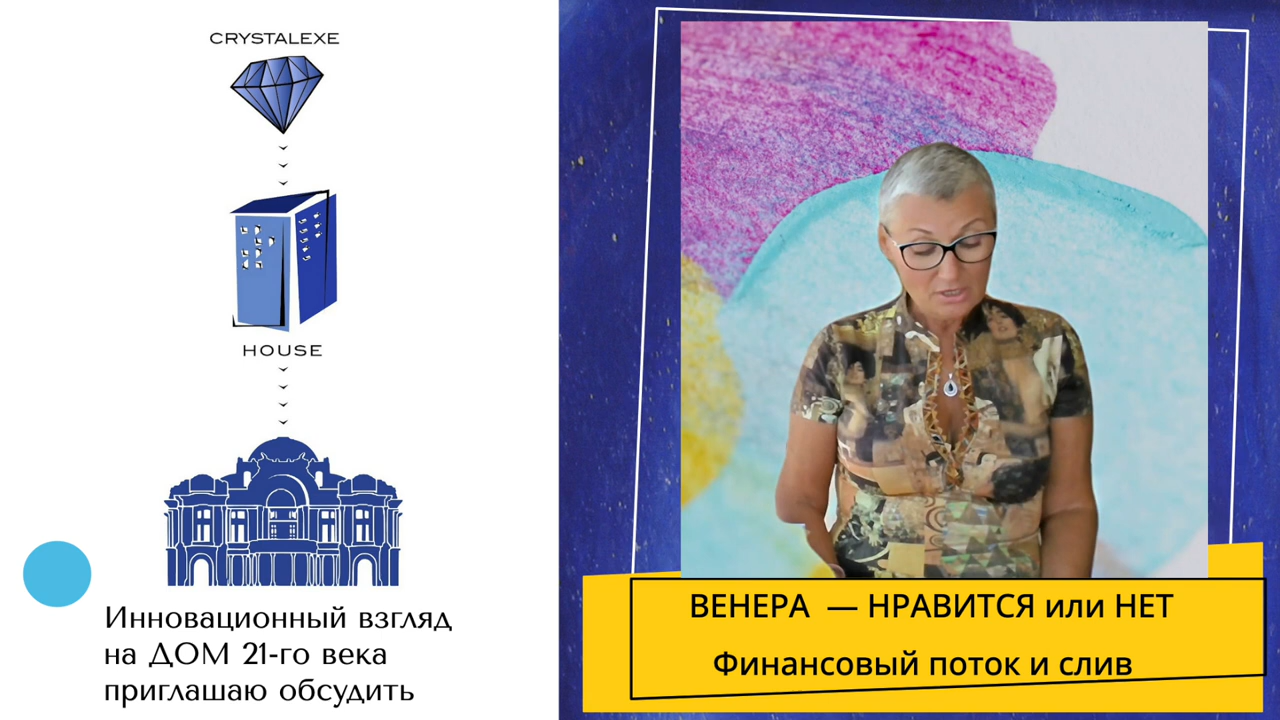 CRYSTALEXE
HOUSE
Инновационный взгляд
на ДОМ 21-го века
приглашаю обсудить
ВЕНЕРА — НРАВИТСЯ или НЕТ
Финансовый поток и слив